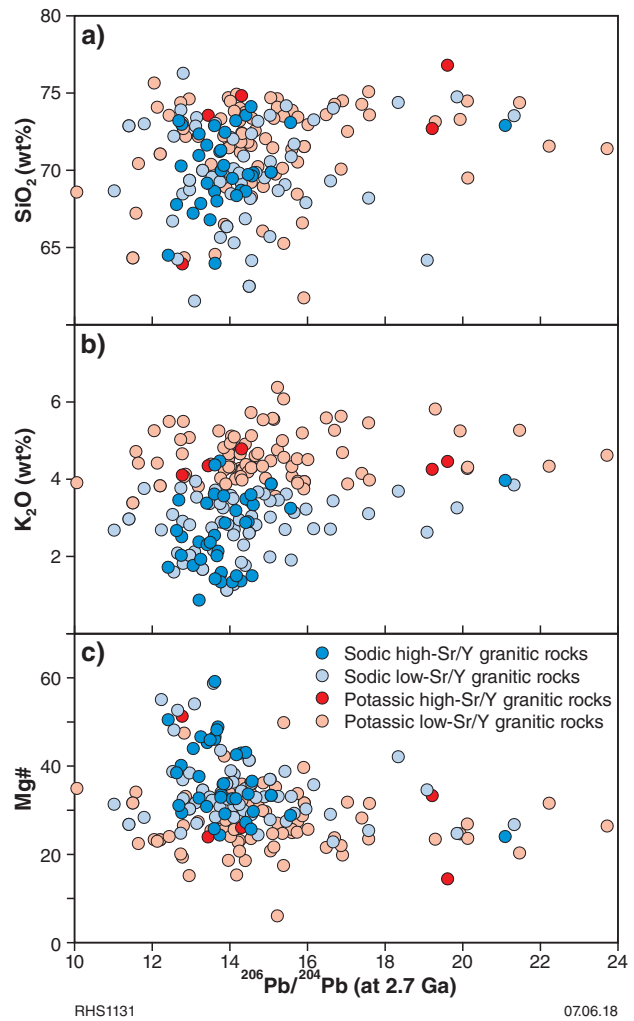 80
a)
75
70
65
SiO₂ (wt%)
b)
6
4
2
K₂O (wt%)
c)
Sodic high-Sr/Y granitic rocks
Sodic low-Sr/Y granitic rocks
Potassic high-Sr/Y granitic rocks
Potassic low-Sr/Y granitic rocks
60
40
20
0
Mg#
10 12 14 16 18 20 22 24
²⁰⁶Pb/²⁰⁴Pb (at 2.7 Ga)
RHS1131 07.06.18